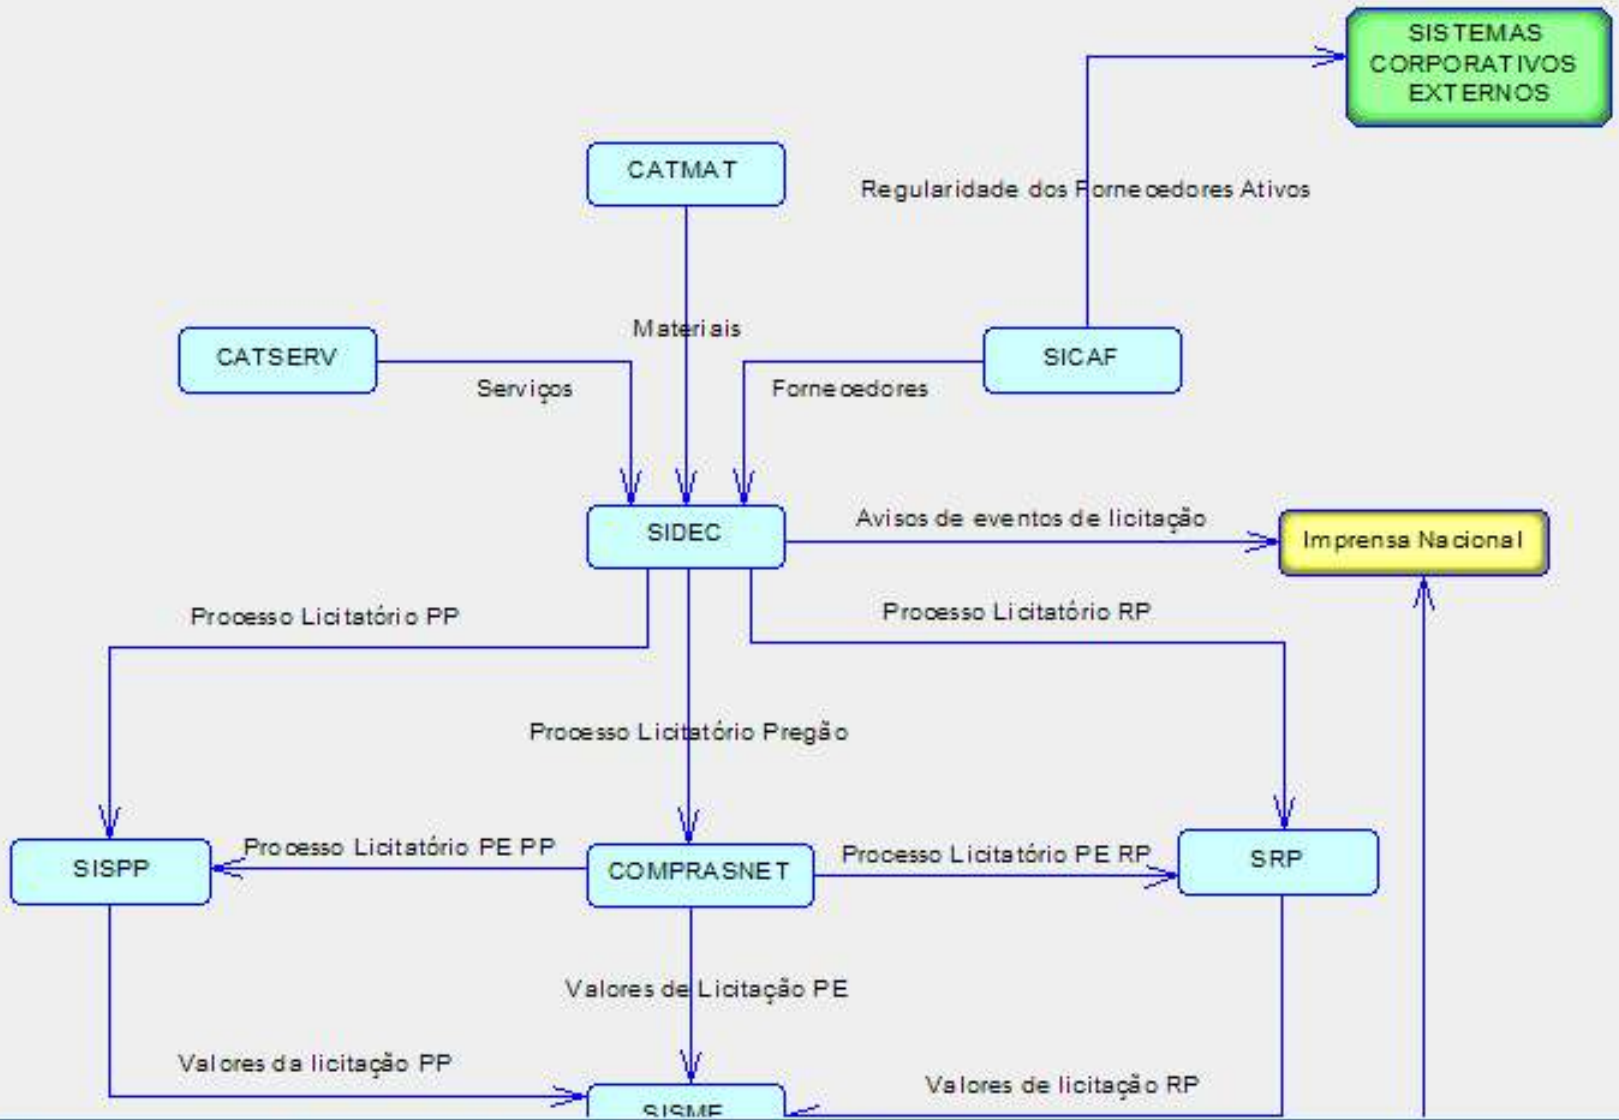 SISTEMAS
CORPORATIVOS
EXTERNOS
CATMAT
Regularidade dos Fornecedores Ativos
Materiais
CATSERV
SICAF
Serviços
Fornecedores
SIDEC
Avisos de eventos de licitação
Imprensa Nacional
Processo Licitatório PP
Processo Licitatório RP
Processo Licitatório Pregão
SISPP
Processo Licitatório PE PP
COMPRASNET
Processo Licitatório PE RP
SRP
Valores de Licitação PE
Valores da licitação PP
Valores de licitação RP